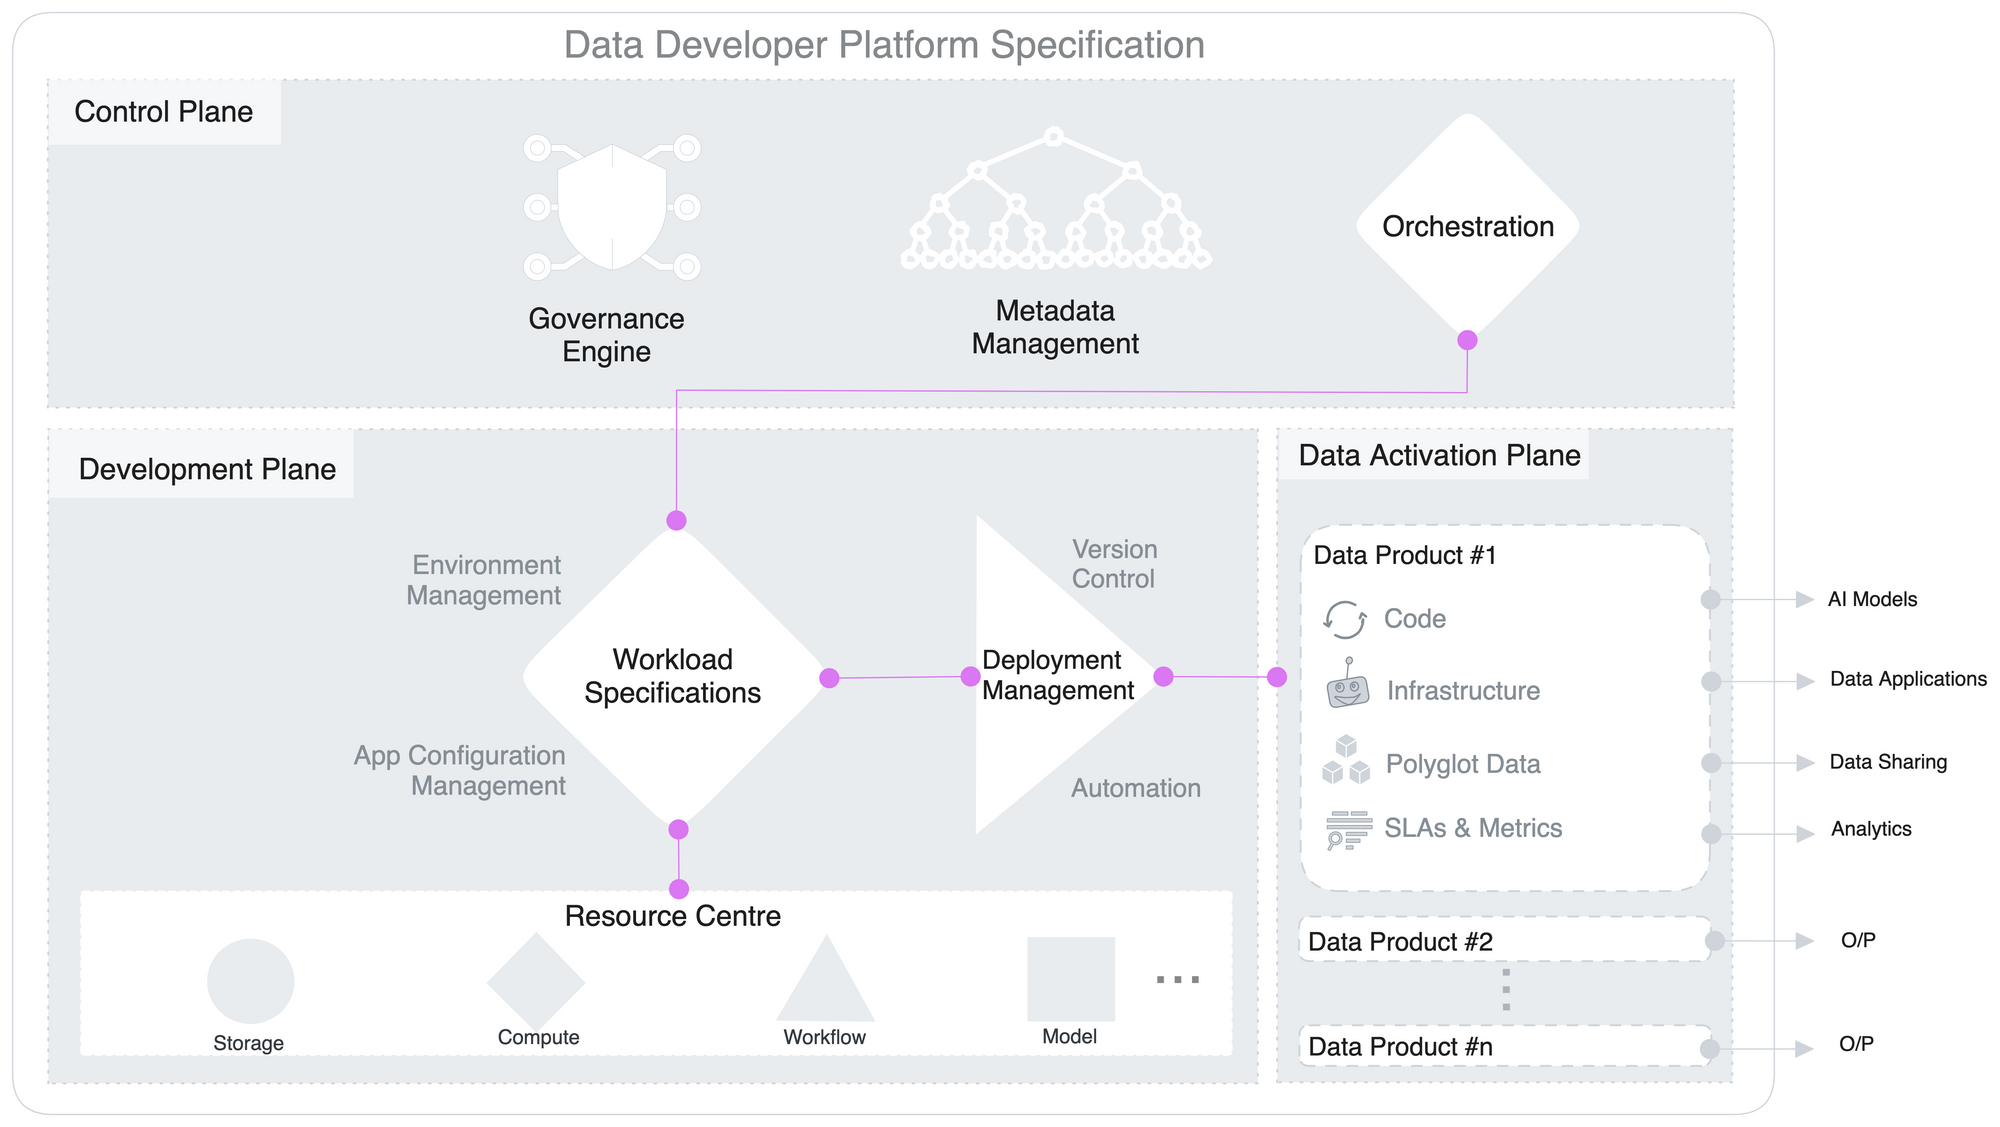 Data Developer Platform Specification
Control Plane
Governance
Engine
Metadata
Management
Orchestration
Development Plane
Environment
Management
App Configuration
Management
Workload
Specifications
Version
Control
Deployment
Management
Automation
Resource Centre
Storage
Compute
Workflow
Model
...
Data Activation Plane
Data Product #1
Code
Infrastructure
Polyglot Data
SLAs & Metrics
AI Models
Data Applications
Data Sharing
Analytics
Data Product #2
O/P
Data Product #n
O/P